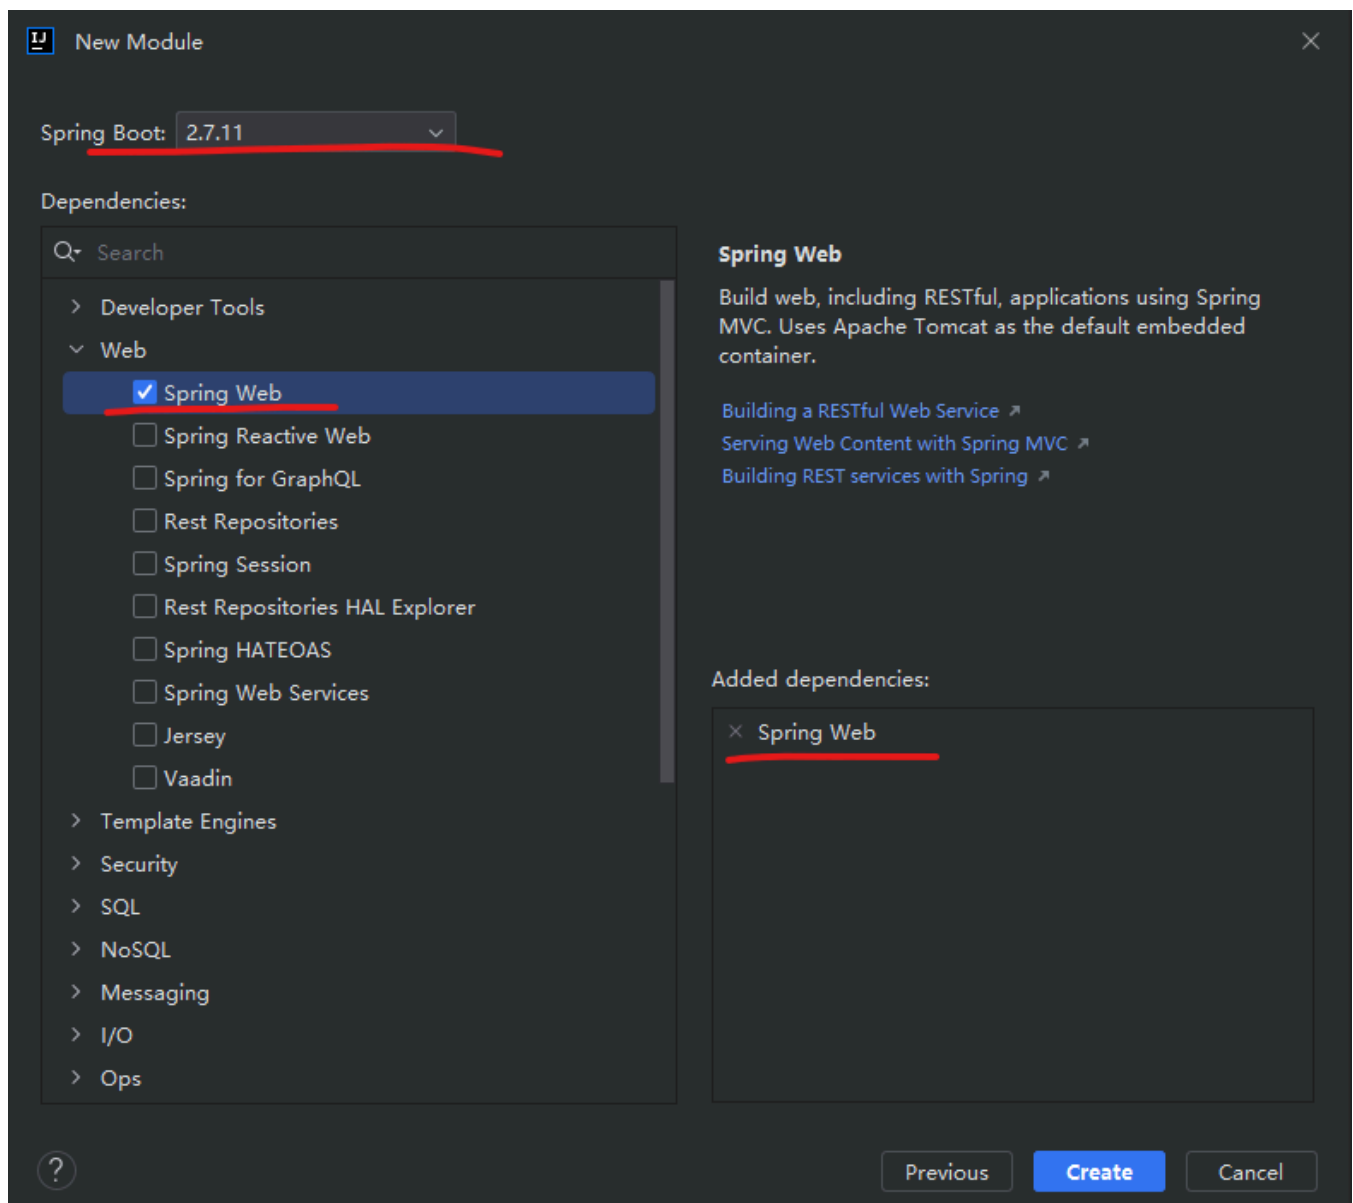 New Module
Spring Boot: 2.7.11
Dependencies:
Search
Developer Tools
Web
Spring Web
Spring Reactive Web
Spring for GraphQL
Rest Repositories
Spring Session
Rest Repositories HAL Explorer
Spring HATEOAS
Spring Web Services
Jersey
Vaadin
Template Engines
Security
SQL
NoSQL
Messaging
I/O
Ops
Spring Web
Build web, including RESTful, applications using Spring
MVC. Uses Apache Tomcat as the default embedded
container.
Building a RESTful Web Service
Serving Web Content with Spring MVC
Building REST services with Spring
Added dependencies:
Spring Web
?
Previous
Create
Cancel